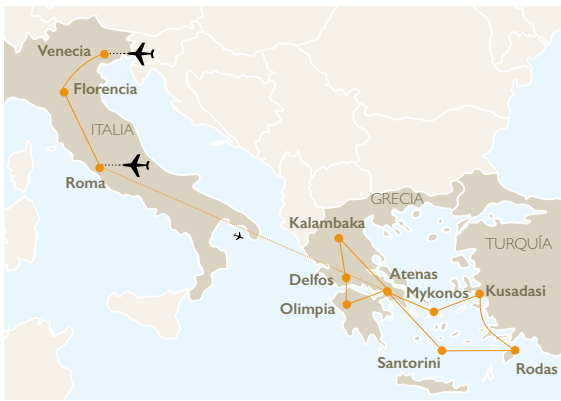 Venecia
Florencia
ITALIA
Roma
GRECIA
Kalambaka
TURQUÍA
Delfos
Atenas
Mykonos
Kusadasi
Olimpia
Santorini
Rodas